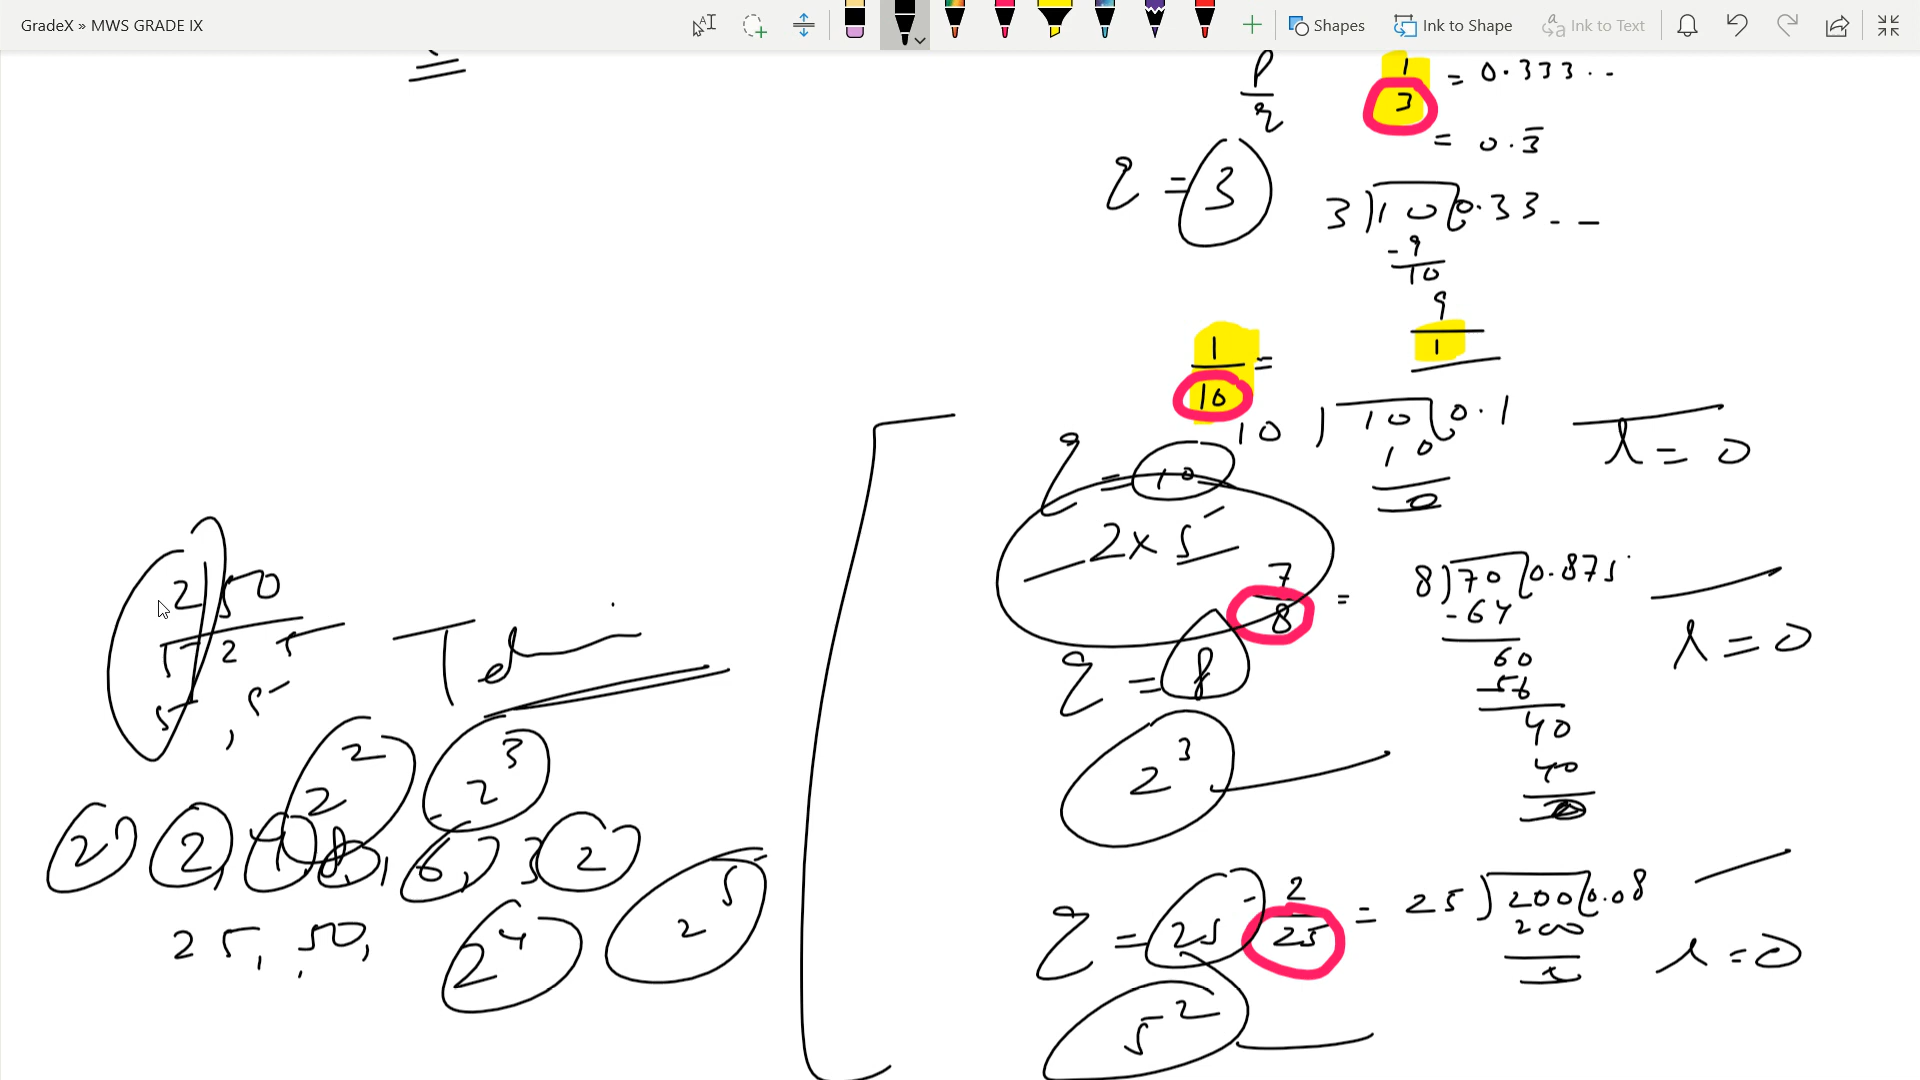 GradeX » MWS GRADE IX
Shapes
Ink to Shape
Ink to Text
p
q
1
3
= 0.333..
= 0.3̅
q = 3
3)10(0.33..
-9
10
9
1
1
10
=
10)10(0.1
10
0
r = 0
q = 10
2 x 5
7
8
=
8)70(0.875
-64
60
56
40
40
0
r = 0
q = 8
2³
q = 25
2
25
=
25)200(0.08
200
r = 0
5²
2 50
5 25
5, 5
2² 2³
2, 2, 4, 8, 16, 32
25, 50,
2⁴ 2⁵